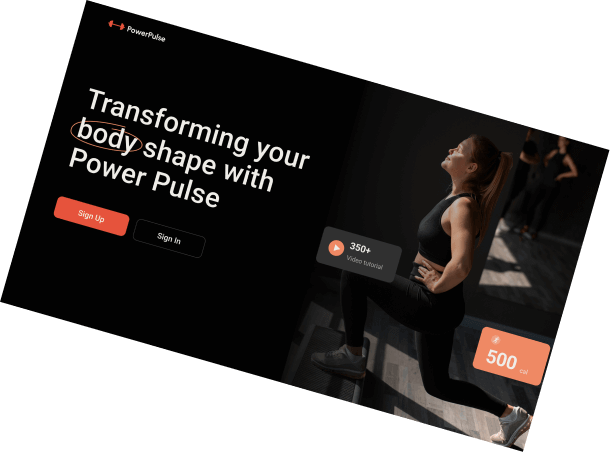 PowerPulse
Transforming your
body shape with
Power Pulse
Sign Up
Sign In
350+
Video tutorial
500
cal